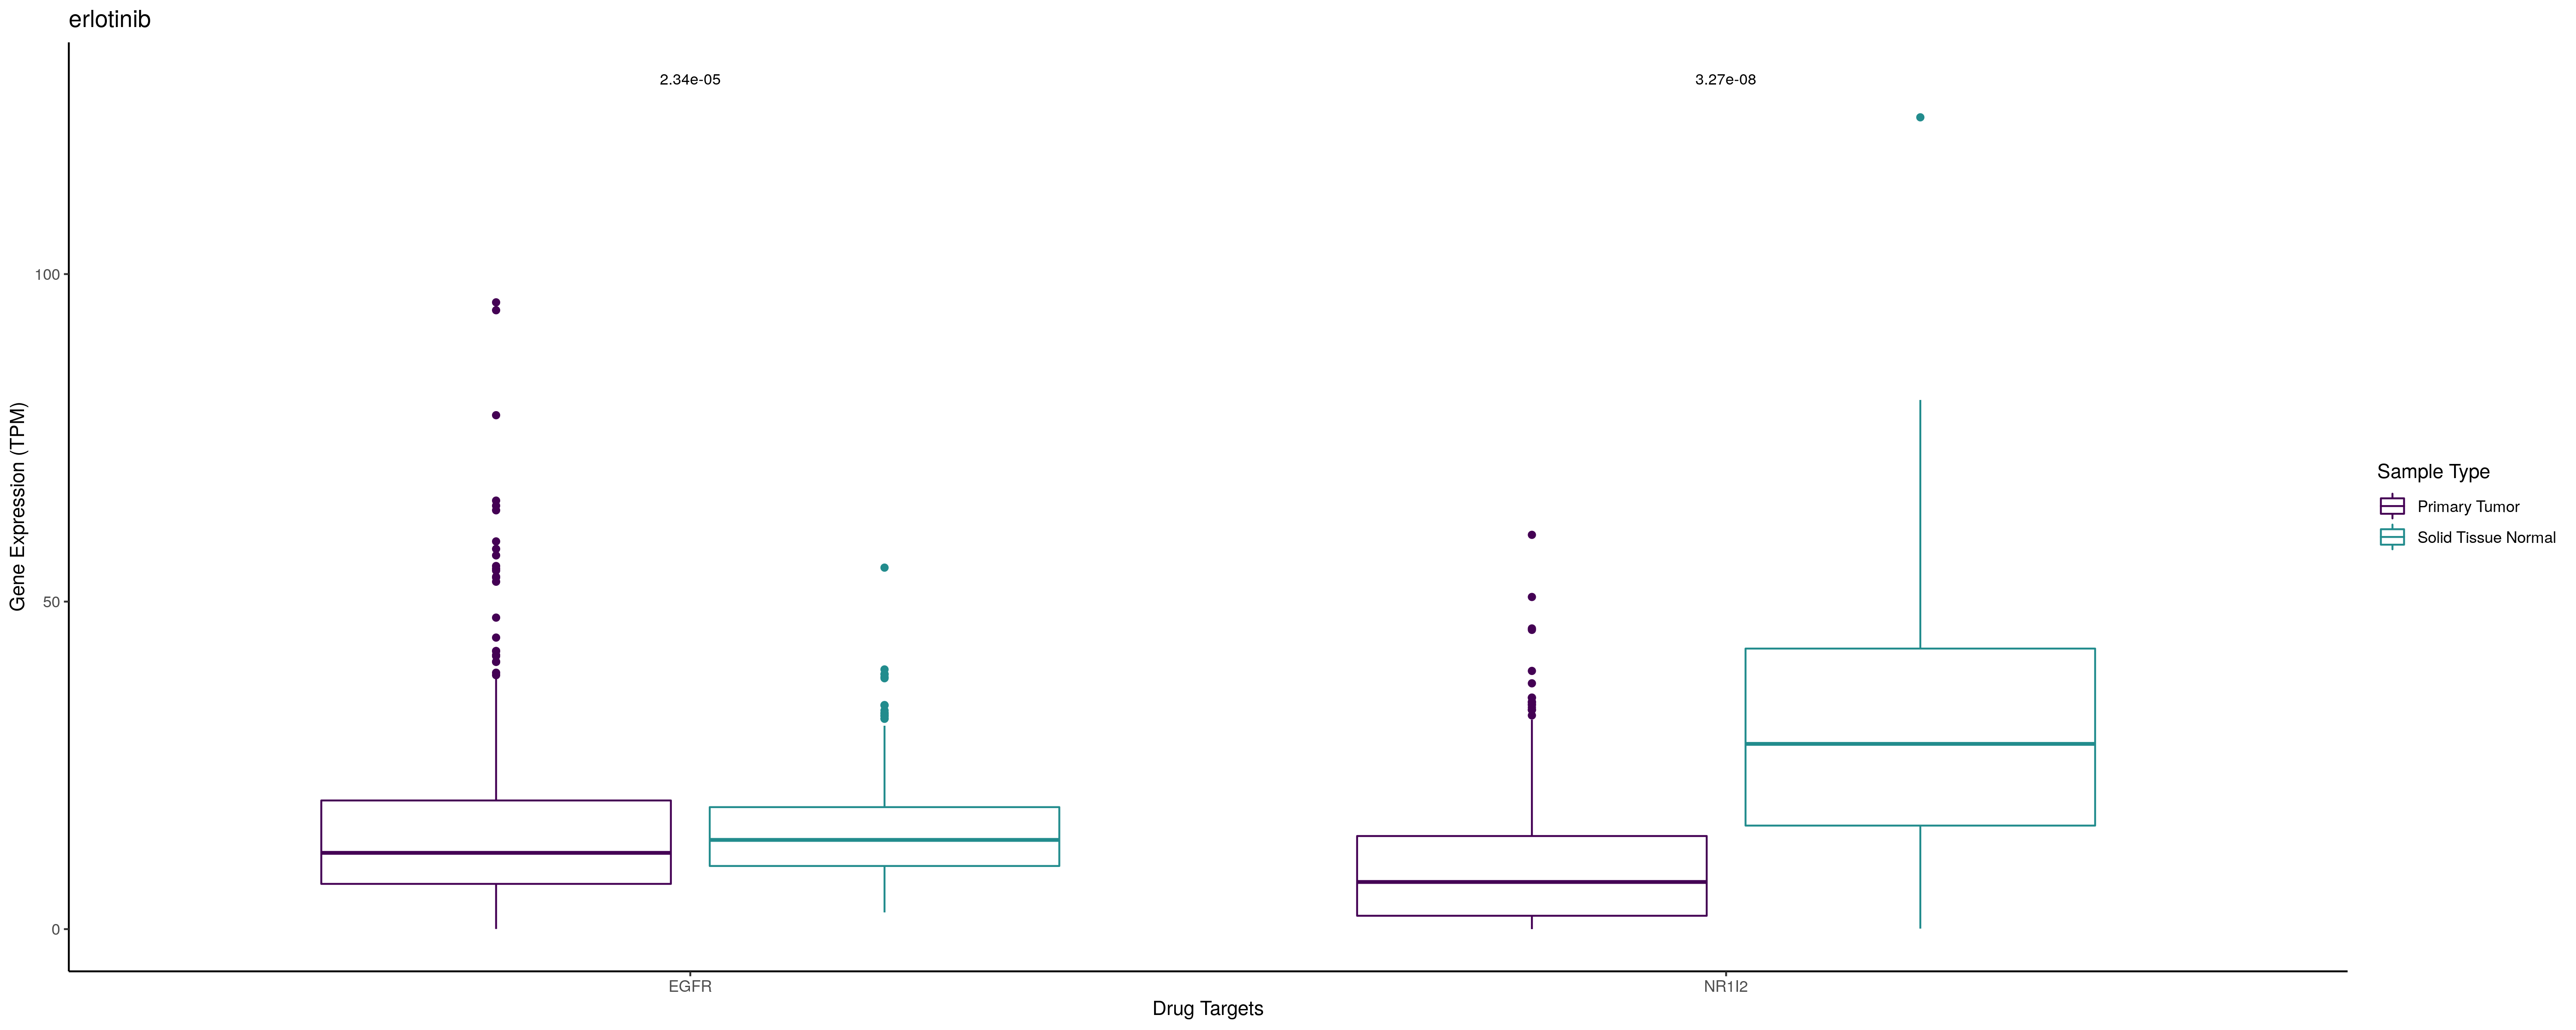 erlotinib
2.34e-05
3.27e-08
100
50
0
Gene Expression (TPM)
EGFR
NR1I2
Drug Targets
Sample Type
Primary Tumor
Solid Tissue Normal